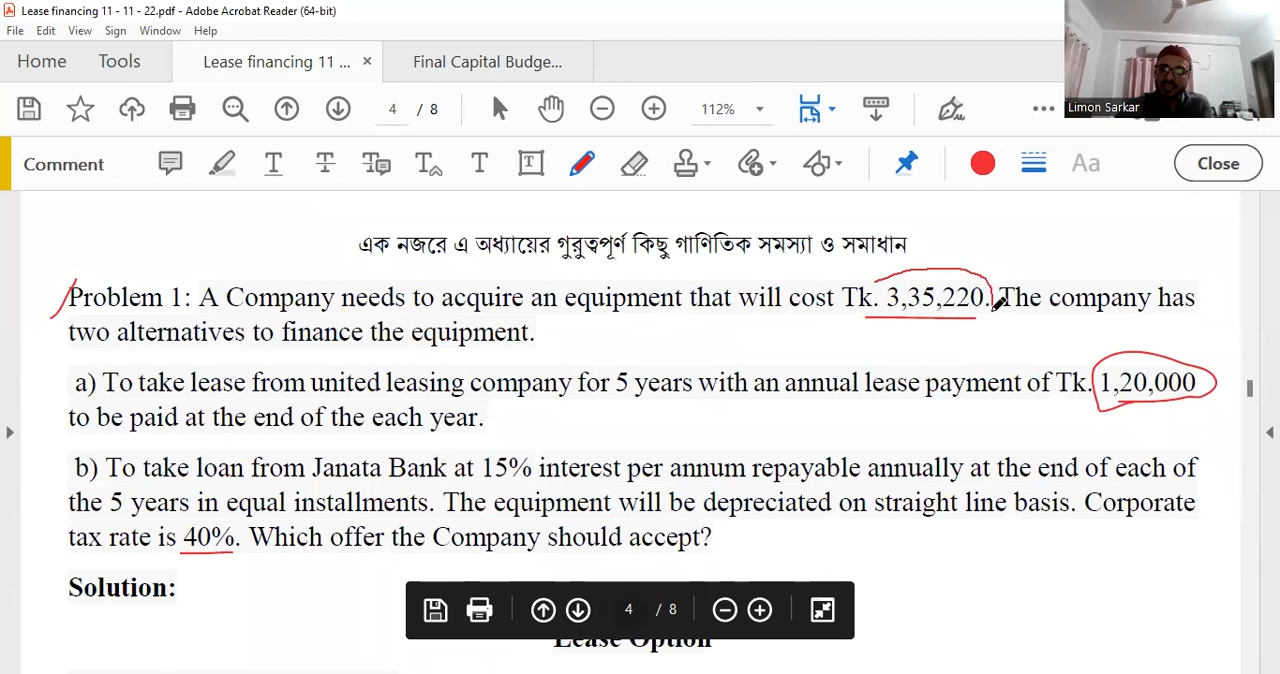 Lease financing 11 - 11 - 22.pdf - Adobe Acrobat Reader (64-bit)
File Edit View Sign Window Help
Home Tools Lease financing 11 ... × Final Capital Budge...
4 / 8 112%
Limon Sarkar
Comment Aa Close
এক নজরে এ অধ্যায়ের গুরুত্বপূর্ণ কিছু গাণিতিক সমস্যা ও সমাধান
Problem 1: A Company needs to acquire an equipment that will cost Tk. 3,35,220. The company has
two alternatives to finance the equipment.
a) To take lease from united leasing company for 5 years with an annual lease payment of Tk. 1,20,000
to be paid at the end of the each year.
b) To take loan from Janata Bank at 15% interest per annum repayable annually at the end of each of
the 5 years in equal installments. The equipment will be depreciated on straight line basis. Corporate
tax rate is 40%. Which offer the Company should accept?
Solution:
4 / 8
Lease Option